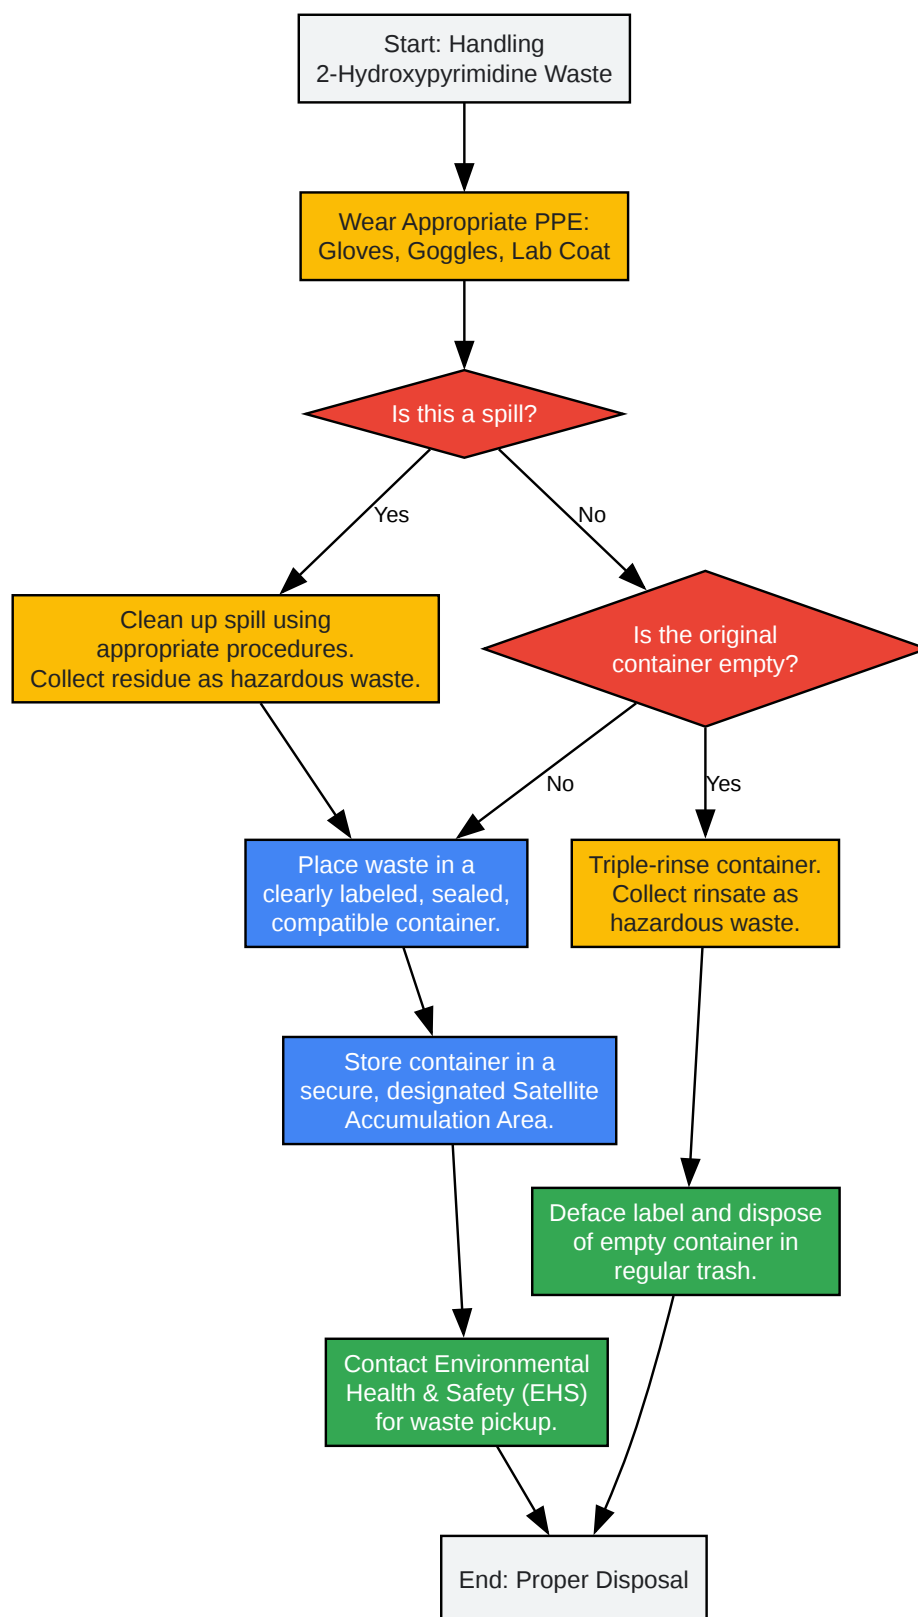 Start: Handling
2-Hydroxypyrimidine Waste
Wear Appropriate PPE:
Gloves, Goggles, Lab Coat
Is this a spill?
Yes
No
Clean up spill using
appropriate procedures.
Collect residue as hazardous waste.
Is the original
container empty?
No
Yes
Place waste in a
clearly labeled, sealed,
compatible container.
Triple-rinse container.
Collect rinsate as
hazardous waste.
Store container in a
secure, designated Satellite
Accumulation Area.
Deface label and dispose
of empty container in
regular trash.
Contact Environmental
Health & Safety (EHS)
for waste pickup.
End: Proper Disposal